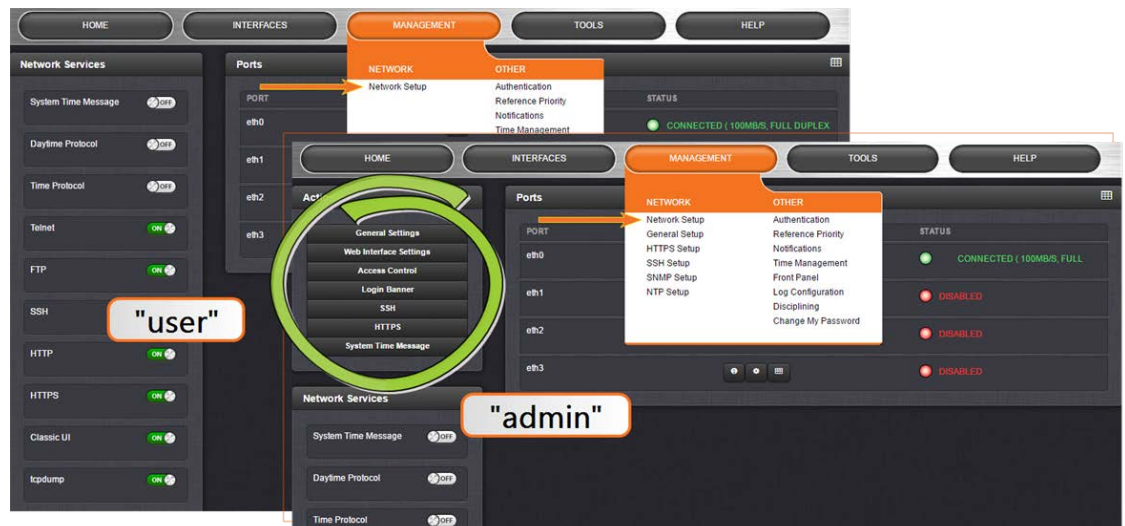 HOME INTERFACES MANAGEMENT TOOLS HELP
Network Services
System Time Message OFF
Daytime Protocol OFF
Time Protocol OFF
Telnet ON
FTP ON
SSH
HTTP ON
HTTPS ON
Classic UI ON
tcpdump ON
"user"
Ports
PORT STATUS
eth0 CONNECTED ( 100MB/S, FULL DUPLEX
eth1
eth2
eth3
NETWORK
Network Setup
OTHER
Authentication
Reference Priority
Notifications
Time Management
HOME INTERFACES MANAGEMENT TOOLS HELP
General Settings
Web Interface Settings
Access Control
Login Banner
SSH
HTTPS
System Time Message
Network Services
System Time Message OFF
Daytime Protocol OFF
Time Protocol OFF
"admin"
Ports
PORT STATUS
eth0 CONNECTED ( 100MB/S, FULL
eth1 DISABLED
eth2 DISABLED
eth3 DISABLED
NETWORK
Network Setup
General Setup
HTTPS Setup
SSH Setup
SNMP Setup
NTP Setup
OTHER
Authentication
Reference Priority
Notifications
Time Management
Front Panel
Log Configuration
Disciplining
Change My Password